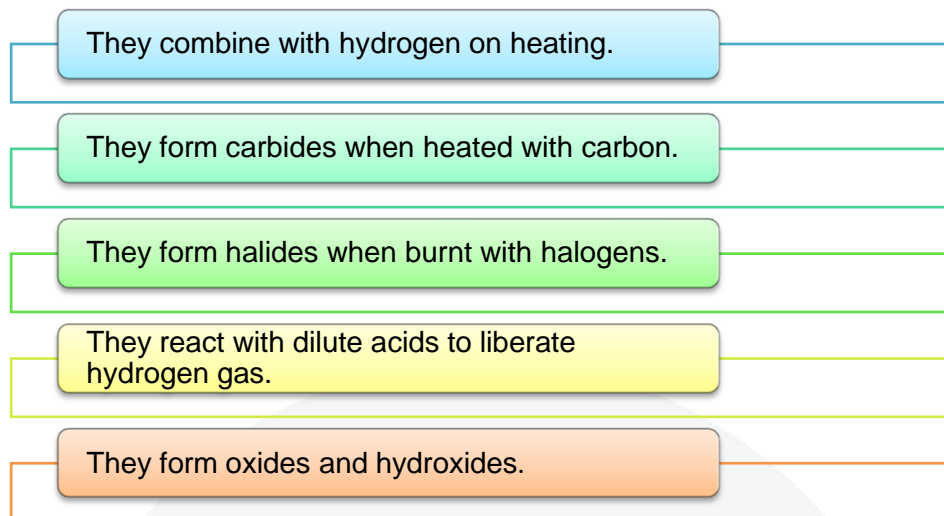 They combine with hydrogen on heating.
They form carbides when heated with carbon.
They form halides when burnt with halogens.
They react with dilute acids to liberate
hydrogen gas.
They form oxides and hydroxides.